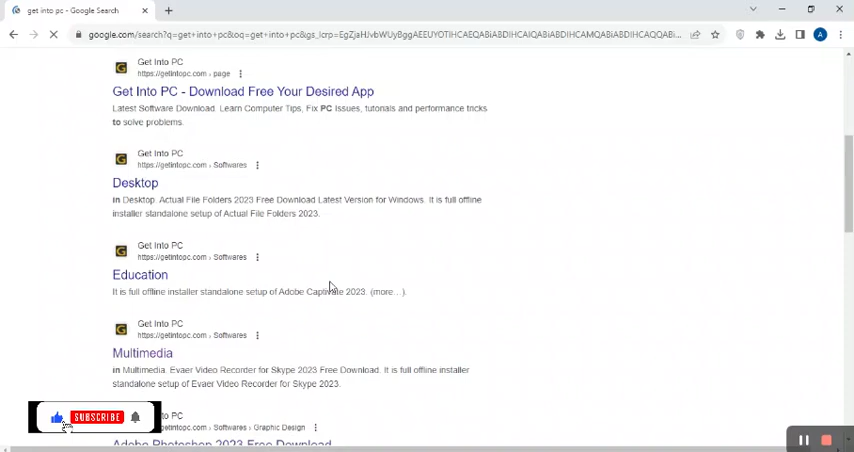 get into pc - Google Search
google.com/search?q=get+into+pc&oq=get+into+pc&gs_lcrp=
A
Get Into PC
https://getintopc.com › page
Get Into PC - Download Free Your Desired App
Latest Software Download. Learn Computer Tips, Fix PC Issues, tutorials and performance tricks
to solve problems.
Get Into PC
https://getintopc.com › Softwares
Desktop
in Desktop. Actual File Folders 2023 Free Download Latest Version for Windows. It is full offline
installer standalone setup of Actual File Folders 2023.
Get Into PC
https://getintopc.com › Softwares
Education
It is full offline installer standalone setup of Adobe Captivate 2023. (more…).
Get Into PC
https://getintopc.com › Softwares
Multimedia
in Multimedia. Evaer Video Recorder for Skype 2023 Free Download. It is full offline installer
standalone setup of Evaer Video Recorder for Skype 2023.
to PC
getintopc.com › Softwares › Graphic Design
Adobe Photoshop 2023 Free Download
SUBSCRIBE